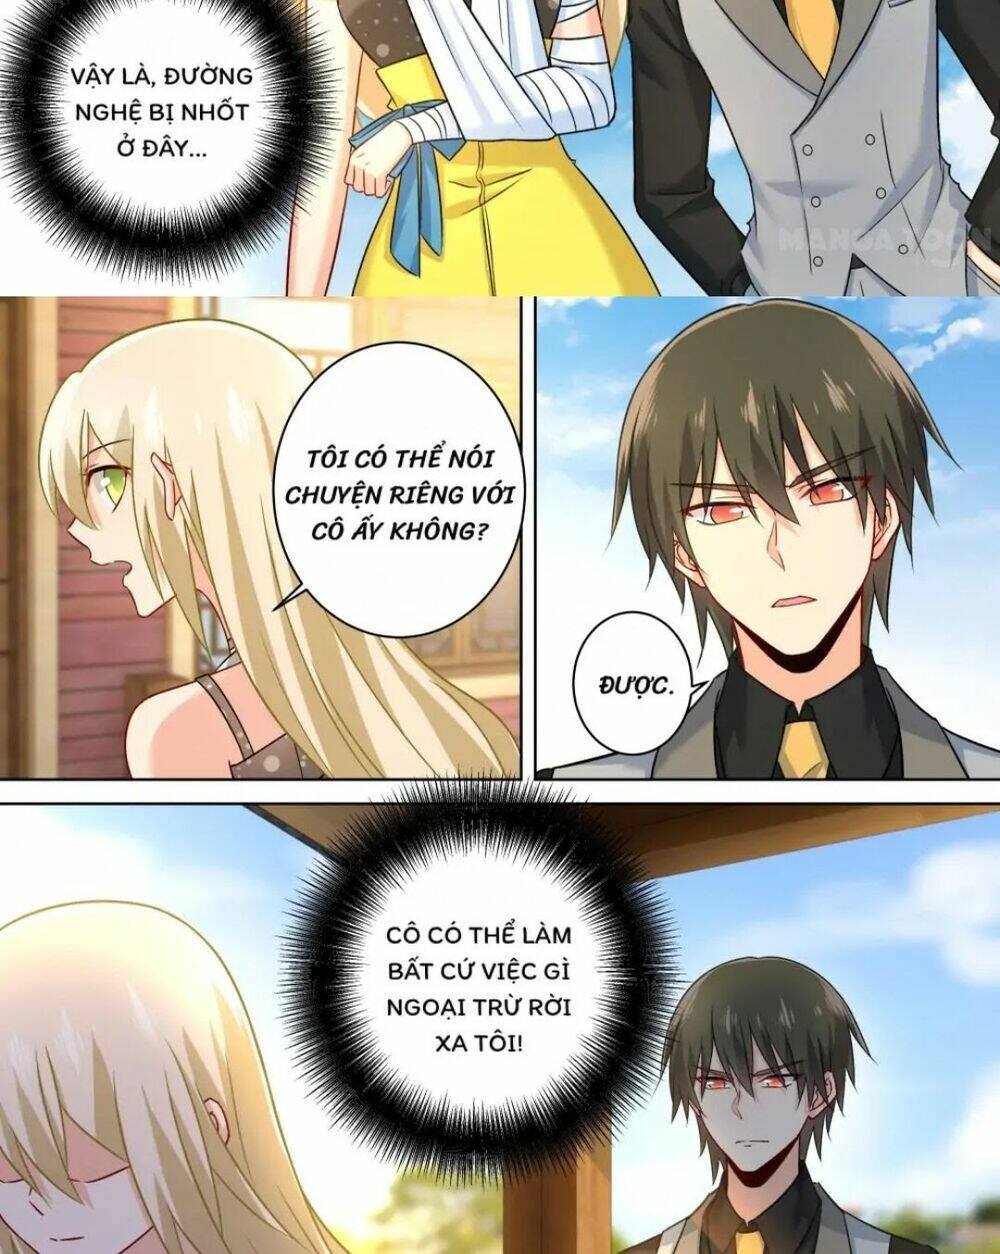 VẬY LÀ, ĐƯỜNG
NGHỆ BỊ NHỐT
Ở ĐÂY...
MANGATOON
TÔI CÓ THỂ NÓI
CHUYỆN RIÊNG VỚI
CÔ ẤY KHÔNG?
ĐƯỢC.
CÔ CÓ THỂ LÀM
BẤT CỨ VIỆC GÌ
NGOẠI TRỪ RỜI
XA TÔI!